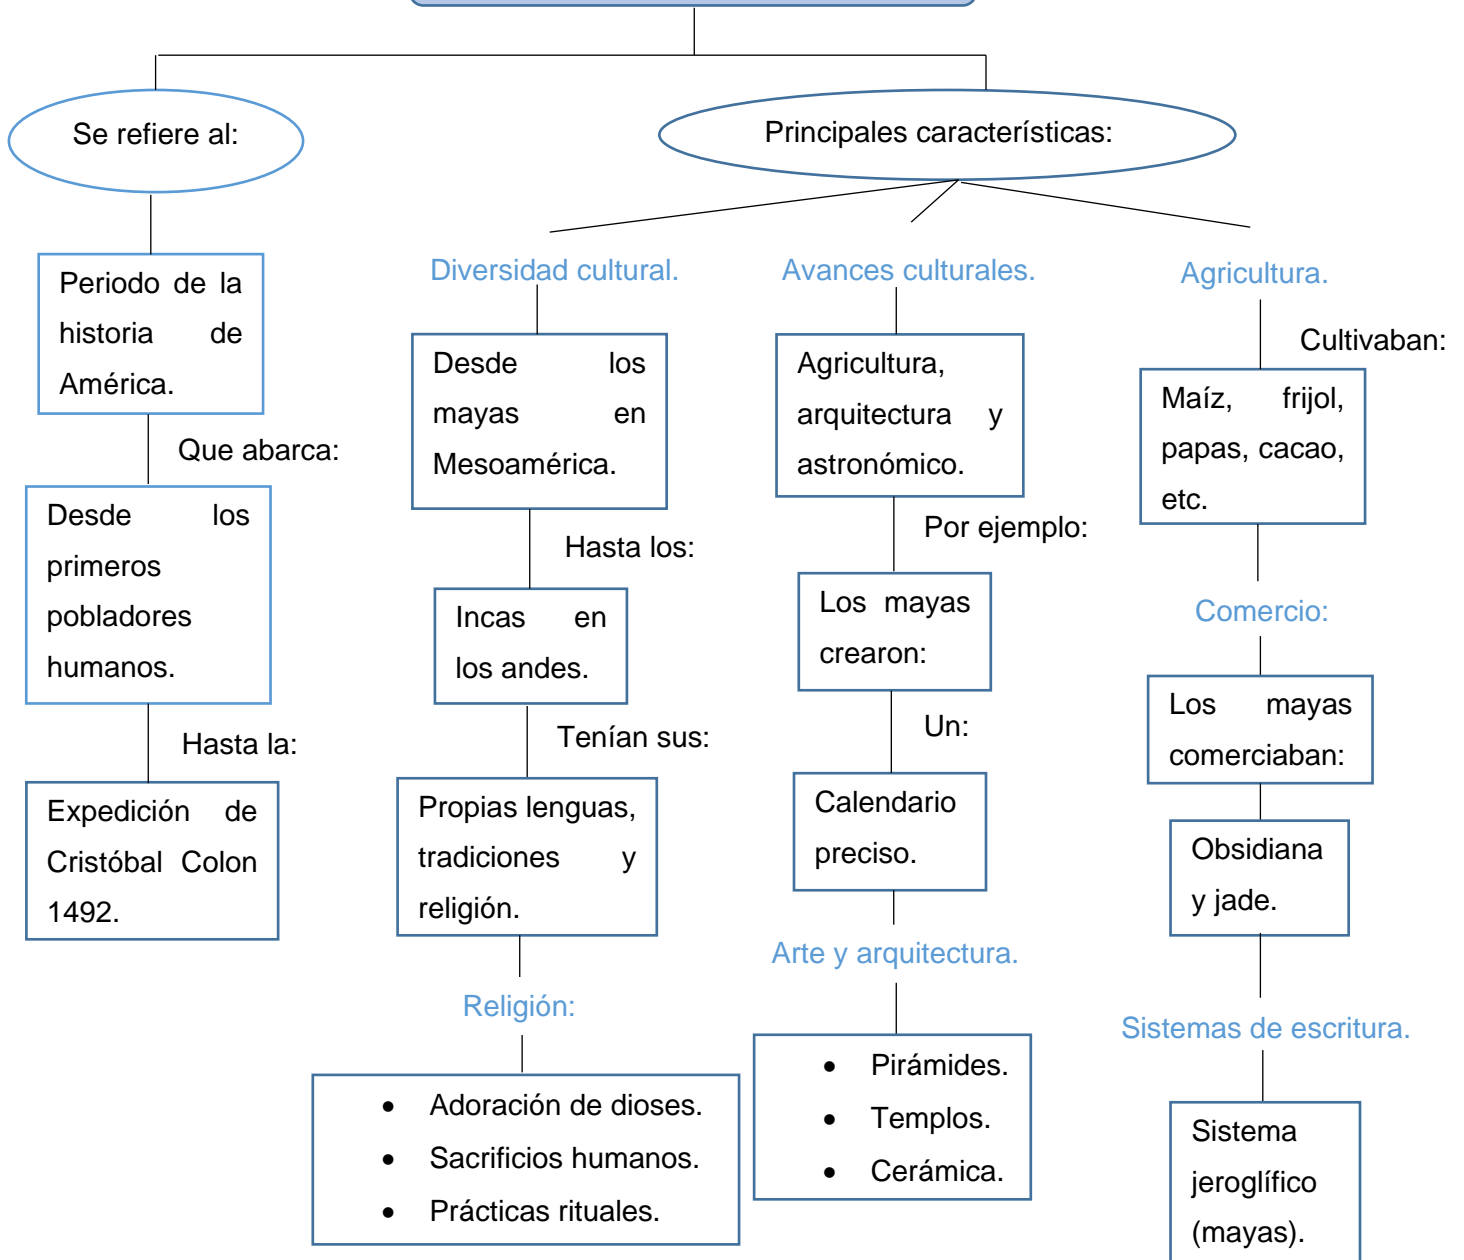 Se refiere al:
Periodo de la
historia de
América.
Que abarca:
Desde los
primeros
pobladores
humanos.
Hasta la:
Expedición de
Cristóbal Colon
1492.
Principales características:
Diversidad cultural.
Desde los
mayas en
Mesoamérica.
Hasta los:
Incas en
los andes.
Tenían sus:
Propias lenguas,
tradiciones y
religión.
Religión:
• Adoración de dioses.
• Sacrificios humanos.
• Prácticas rituales.
Avances culturales.
Agricultura,
arquitectura y
astronómico.
Por ejemplo:
Los mayas
crearon:
Un:
Calendario
preciso.
Arte y arquitectura.
• Pirámides.
• Templos.
• Cerámica.
Agricultura.
Cultivaban:
Maíz, frijol,
papas, cacao,
etc.
Comercio:
Los mayas
comerciaban:
Obsidiana
y jade.
Sistemas de escritura.
Sistema
jeroglífico
(mayas).